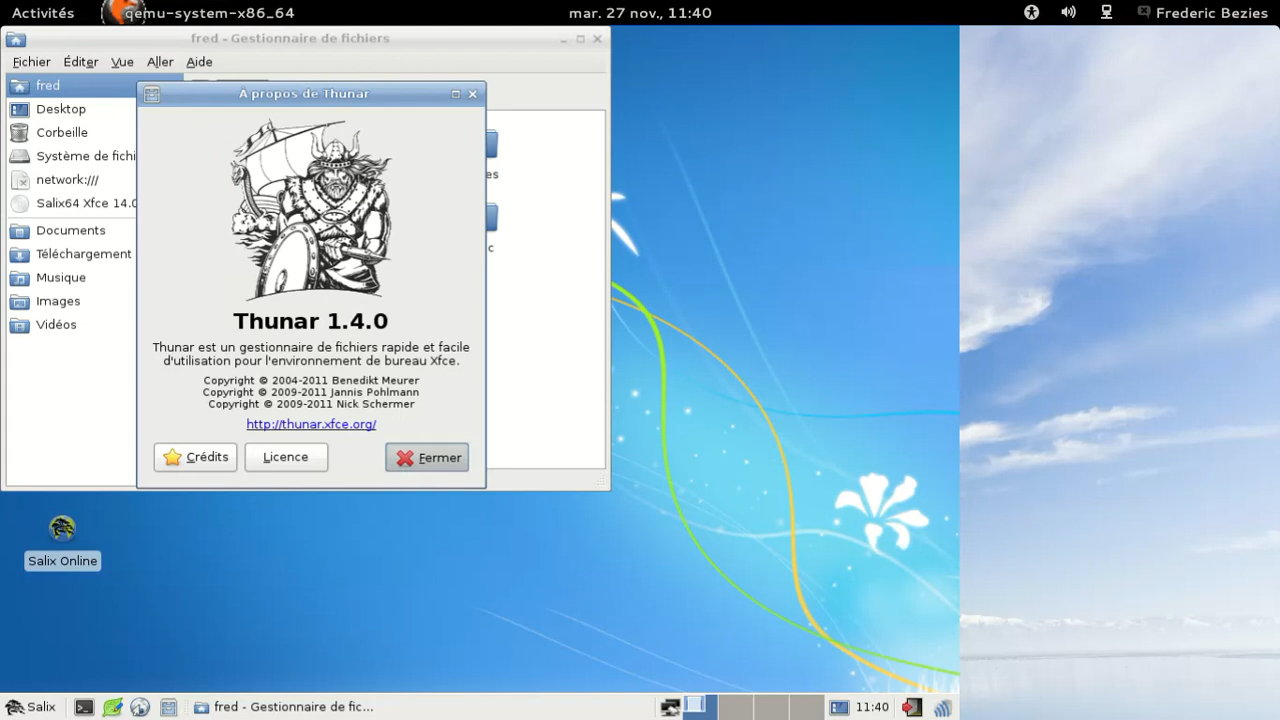 Activités
qemu-system-x86_64
mar. 27 nov., 11:40
Frederic Bezies
fred - Gestionnaire de fichiers
Fichier Éditer Vue Aller Aide
fred
Desktop
Corbeille
Système de fichi
network:///
Salix64 Xfce 14.0
Documents
Téléchargement
Musique
Images
Vidéos
es
c
À propos de Thunar
Thunar 1.4.0
Thunar est un gestionnaire de fichiers rapide et facile
d'utilisation pour l'environnement de bureau Xfce.
Copyright © 2004-2011 Benedikt Meurer
Copyright © 2009-2011 Jannis Pohlmann
Copyright © 2009-2011 Nick Schermer
http://thunar.xfce.org/
Crédits
Licence
Fermer
Salix Online
Salix
fred - Gestionnaire de fic...
11:40